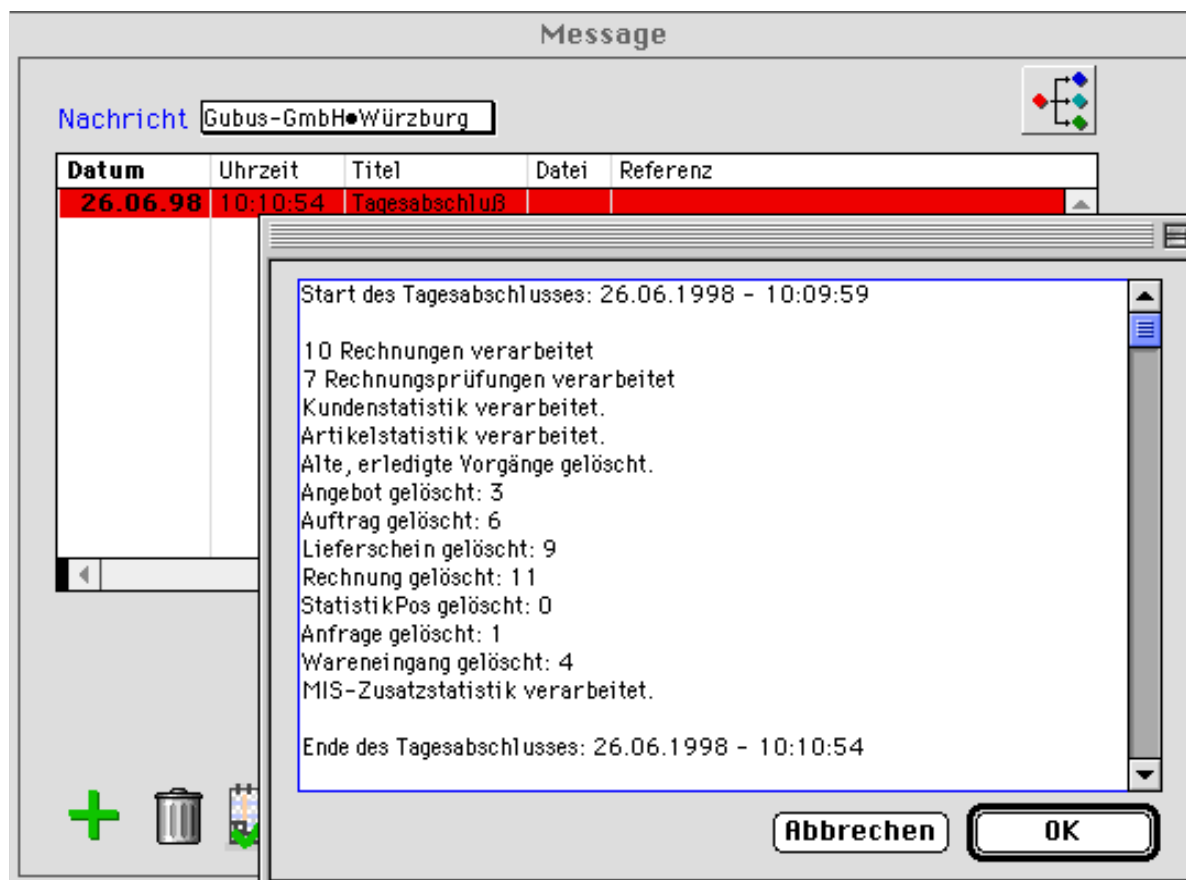 Message
Nachricht Gubus-GmbH•Würzburg
Datum Uhrzeit Titel Datei Referenz
26.06.98 10:10:54 Tagesabschluß
Start des Tagesabschlusses: 26.06.1998 - 10:09:59
10 Rechnungen verarbeitet
7 Rechnungsprüfungen verarbeitet
Kundenstatistik verarbeitet.
Artikelstatistik verarbeitet.
Alte, erledigte Vorgänge gelöscht.
Angebot gelöscht: 3
Auftrag gelöscht: 6
Lieferschein gelöscht: 9
Rechnung gelöscht: 11
StatistikPos gelöscht: 0
Anfrage gelöscht: 1
Wareneingang gelöscht: 4
MIS-Zusatzstatistik verarbeitet.
Ende des Tagesabschlusses: 26.06.1998 - 10:10:54
Abbrechen OK